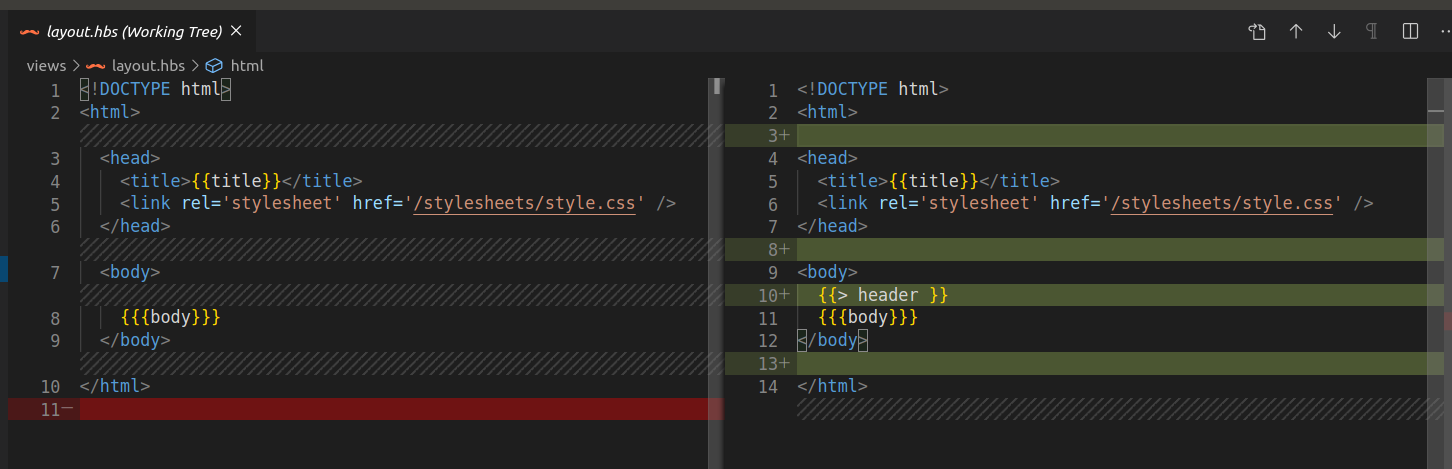 layout.hbs (Working Tree)
views > layout.hbs > html
1 <!DOCTYPE html>
2 <html>
3 <head>
4 <title>{{title}}</title>
5 <link rel='stylesheet' href='/stylesheets/style.css' />
6 </head>
7 <body>
8 {{{body}}}
9 </body>
10 </html>
11−
1 <!DOCTYPE html>
2 <html>
3+
4 <head>
5 <title>{{title}}</title>
6 <link rel='stylesheet' href='/stylesheets/style.css' />
7 </head>
8+
9 <body>
10+ {{> header }}
11 {{{body}}}
12 </body>
13+
14 </html>